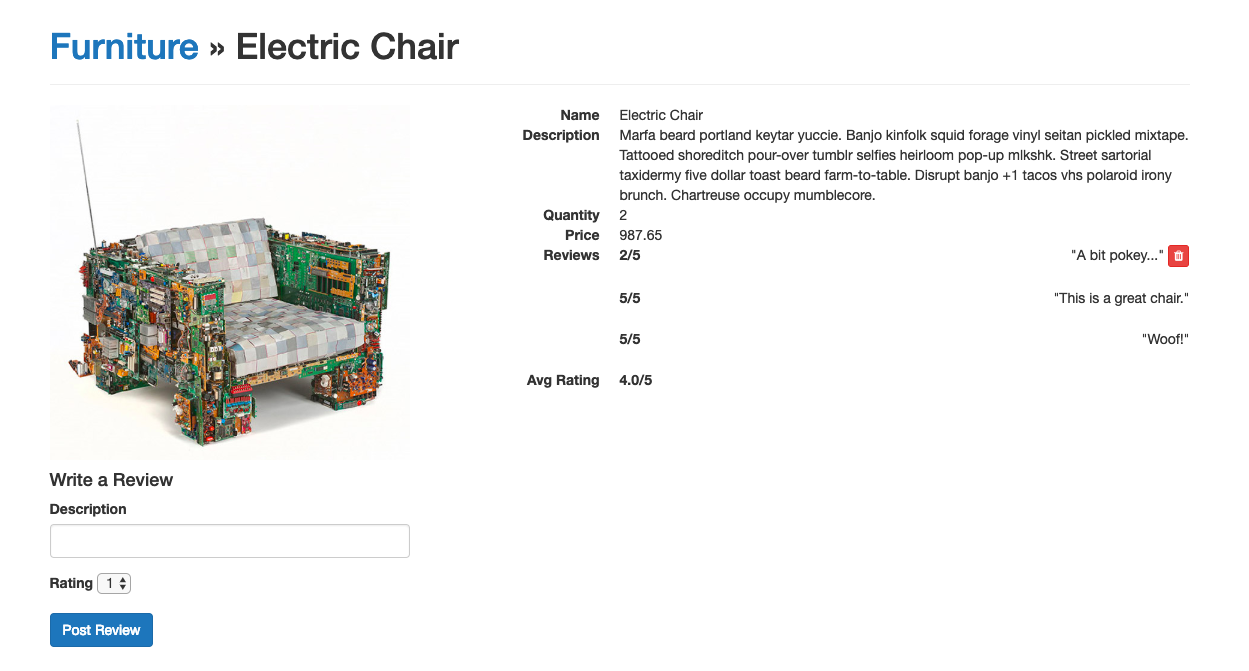 Furniture » Electric Chair
Name Electric Chair
Description Marfa beard portland keytar yuccie. Banjo kinfolk squid forage vinyl seitan pickled mixtape.
Tattooed shoreditch pour-over tumblr selfies heirloom pop-up mlkshk. Street sartorial
taxidermy five dollar toast beard farm-to-table. Disrupt banjo +1 tacos vhs polaroid irony
brunch. Chartreuse occupy mumblecore.
Quantity 2
Price 987.65
Reviews 2/5 "A bit pokey..."
5/5 "This is a great chair."
5/5 "Woof!"
Avg Rating 4.0/5
Write a Review
Description
Rating 1
Post Review